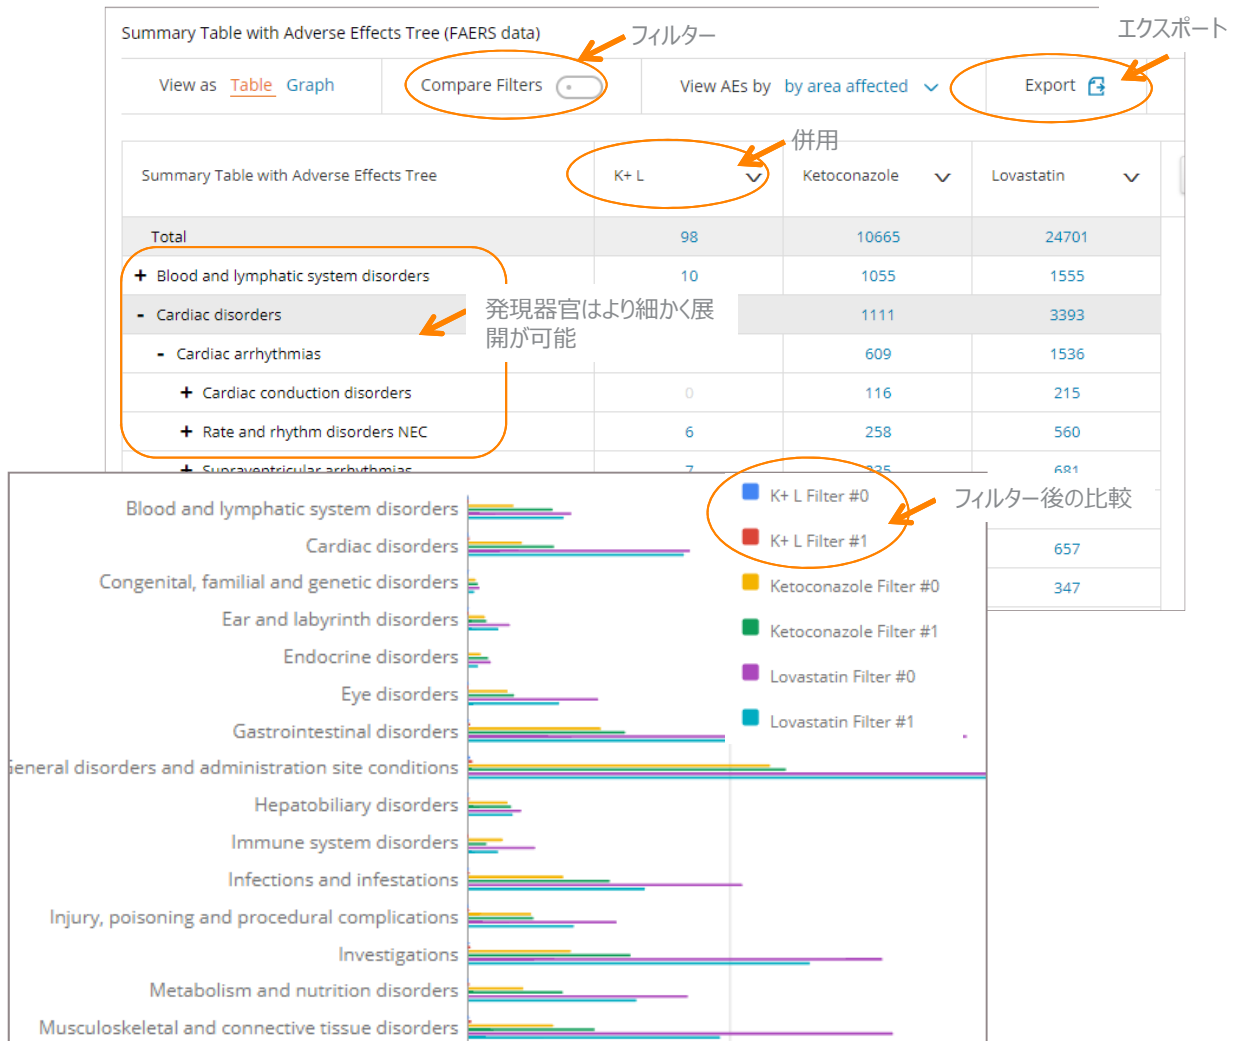 Summary Table with Adverse Effects Tree (FAERS data)
フィルター
エクスポート
View as Table Graph
Compare Filters
View AEs by by area affected
Export
併用
Summary Table with Adverse Effects Tree
K+ L
Ketoconazole
Lovastatin
Total 98 10665 24701
+ Blood and lymphatic system disorders 10 1055 1555
- Cardiac disorders 1111 3393
発現器官はより細かく展
開が可能
- Cardiac arrhythmias 609 1536
+ Cardiac conduction disorders 0 116 215
+ Rate and rhythm disorders NEC 6 258 560
+ Supraventricular arrhythmias 7 235 681
657
347
K+ L Filter #0
K+ L Filter #1
フィルター後の比較
Ketoconazole Filter #0
Ketoconazole Filter #1
Lovastatin Filter #0
Lovastatin Filter #1
Blood and lymphatic system disorders
Cardiac disorders
Congenital, familial and genetic disorders
Ear and labyrinth disorders
Endocrine disorders
Eye disorders
Gastrointestinal disorders
General disorders and administration site conditions
Hepatobiliary disorders
Immune system disorders
Infections and infestations
Injury, poisoning and procedural complications
Investigations
Metabolism and nutrition disorders
Musculoskeletal and connective tissue disorders